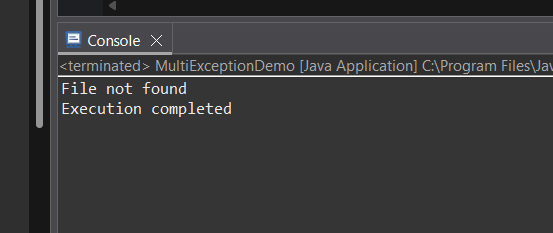 Console
<terminated> MultiExceptionDemo [Java Application] C:\Program Files\Jav
File not found
Execution completed